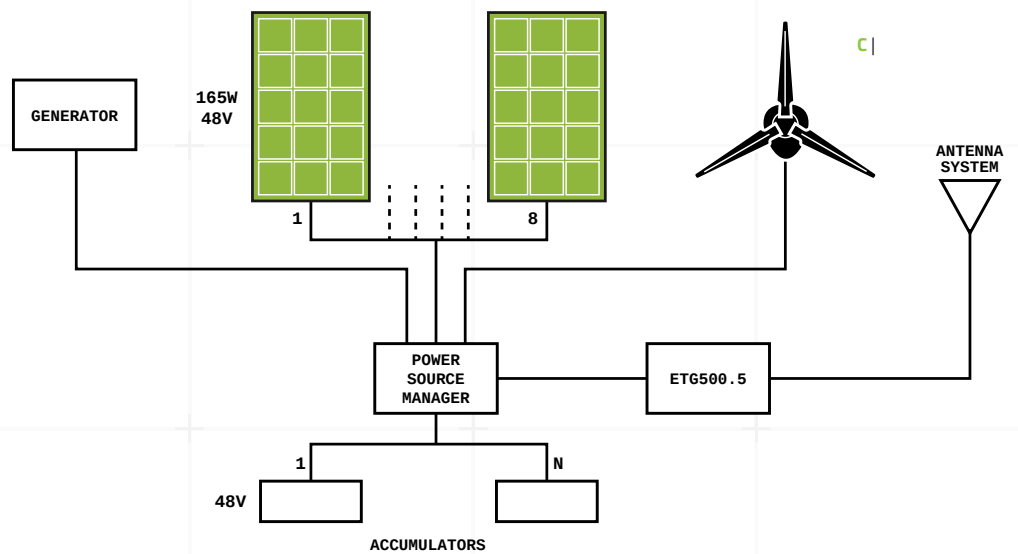 C|
GENERATOR
165W
48V
ANTENNA
SYSTEM
1
8
POWER
SOURCE
MANAGER
ETG500.5
1
N
48V
ACCUMULATORS